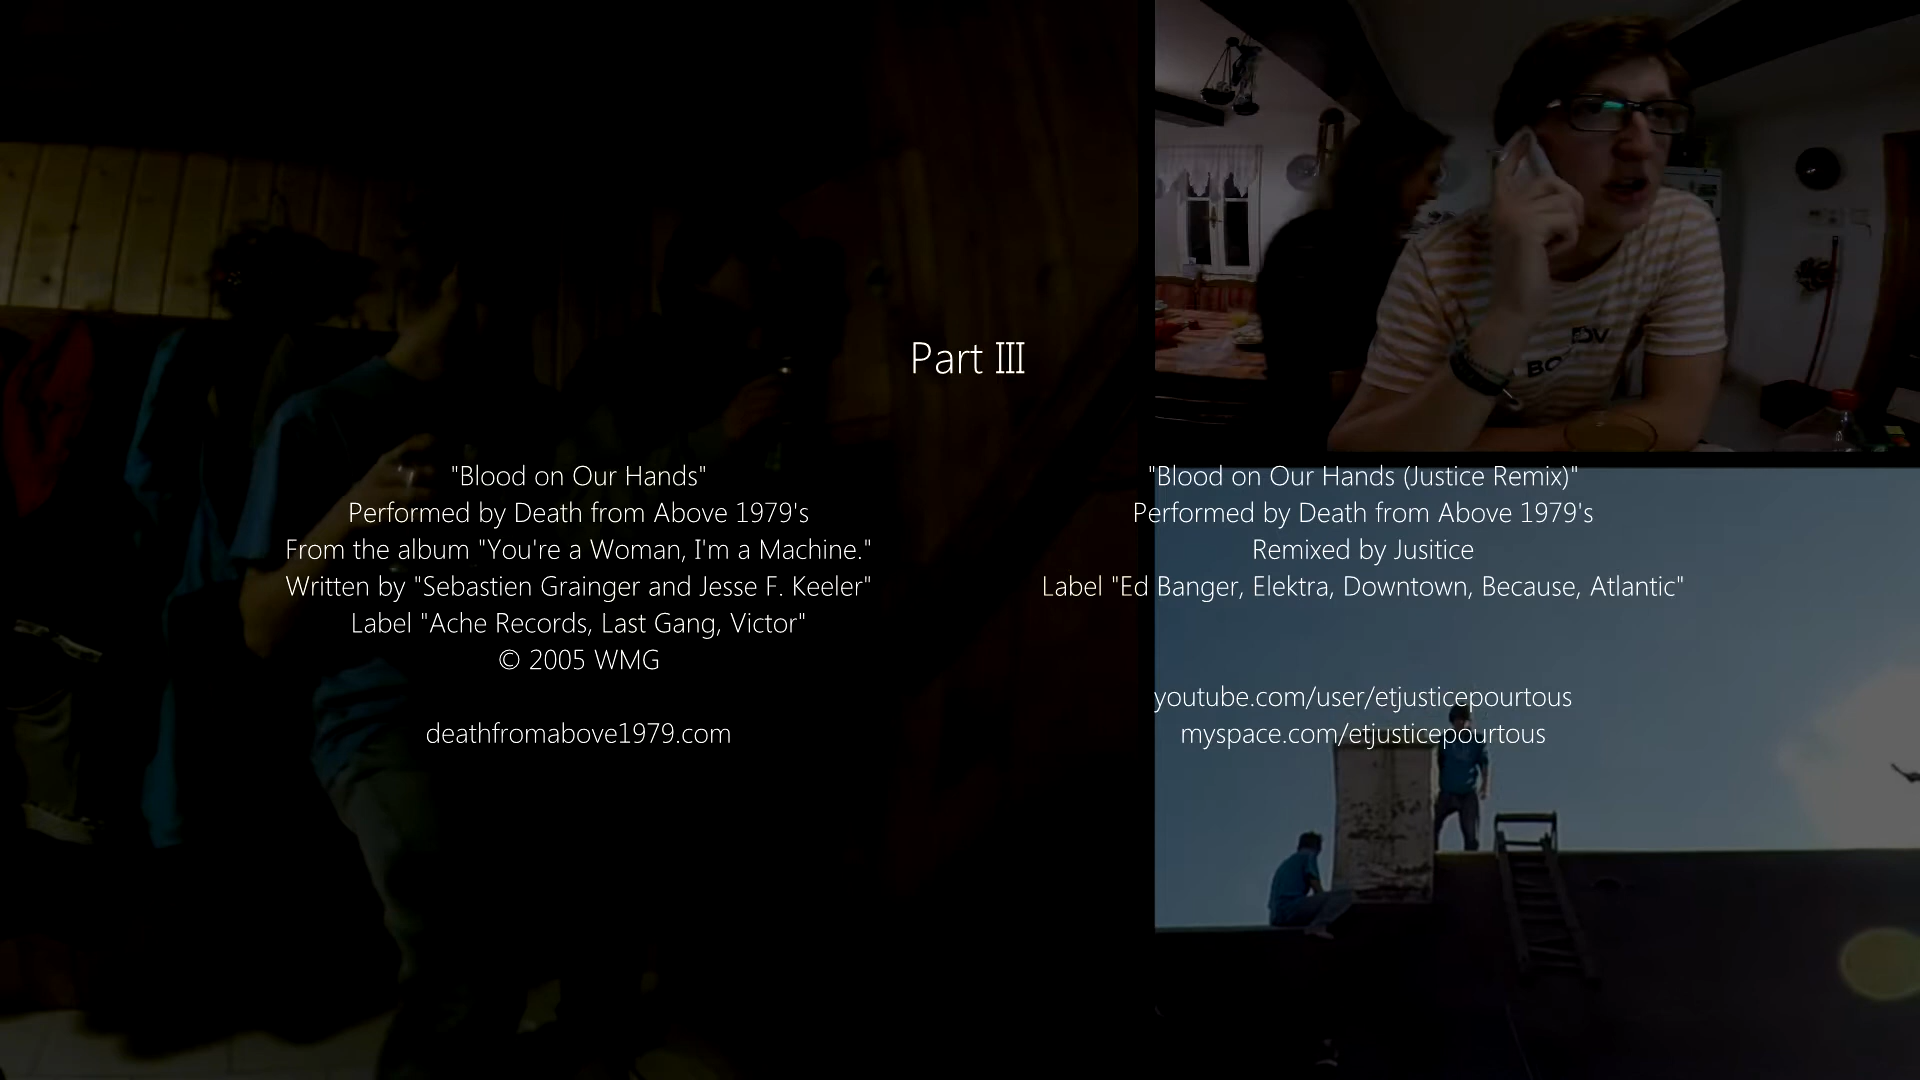 Part III
"Blood on Our Hands"
Performed by Death from Above 1979's
From the album "You're a Woman, I'm a Machine."
Written by "Sebastien Grainger and Jesse F. Keeler"
Label "Ache Records, Last Gang, Victor"
© 2005 WMG
deathfromabove1979.com
"Blood on Our Hands (Justice Remix)"
Performed by Death from Above 1979's
Remixed by Jusitice
Label "Ed Banger, Elektra, Downtown, Because, Atlantic"
youtube.com/user/etjusticepourtous
myspace.com/etjusticepourtous